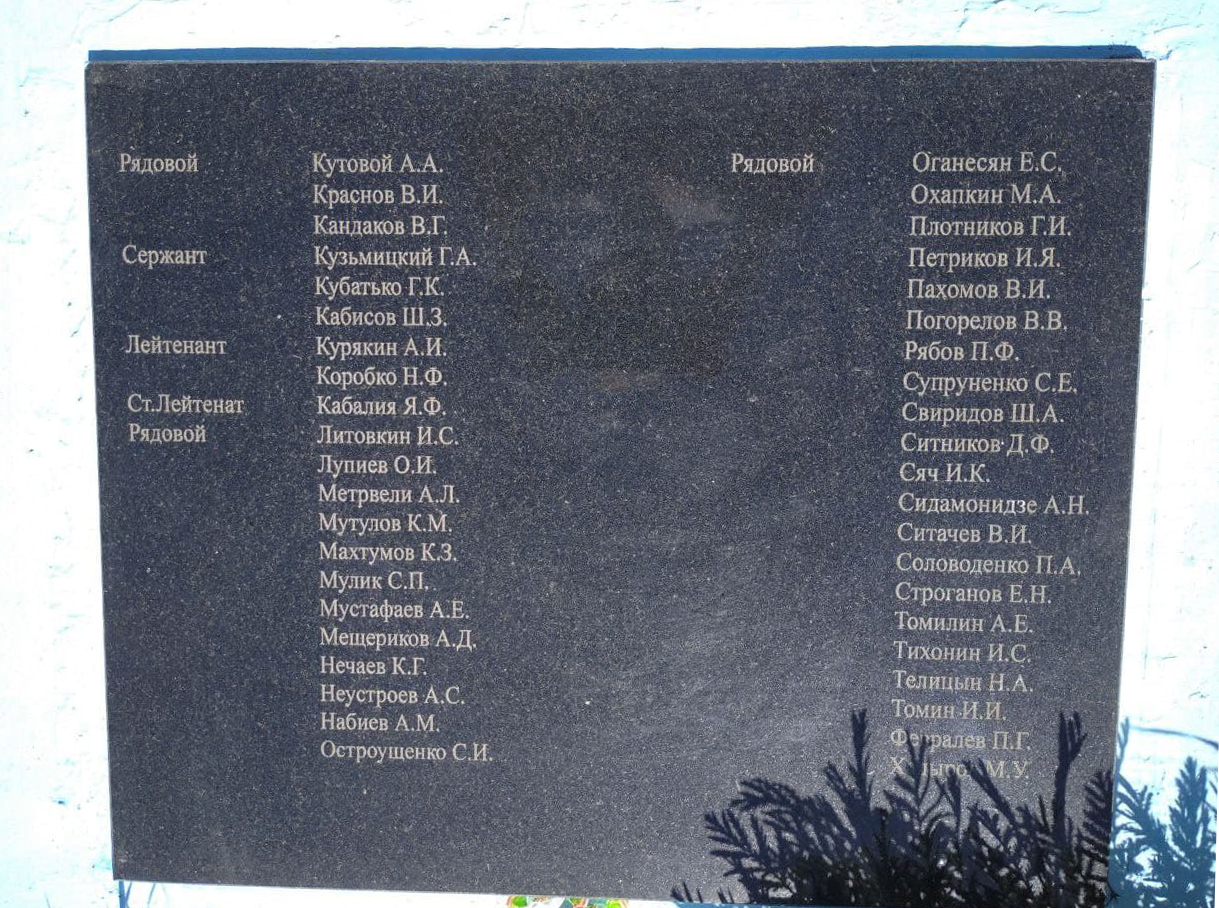 Рядовой Кутовой А.А.
Краснов В.И.
Кандаков В.Г.
Сержант Кузьмицкий Г.А.
Кубатько Г.К.
Кабисов Ш.З.
Лейтенант Курякин А.И.
Коробко Н.Ф.
Ст.Лейтенат Кабалия Я.Ф.
Рядовой Литовкин И.С.
Лупиев О.И.
Метрвели А.Л.
Мутулов К.М.
Махтумов К.З.
Мулик С.П.
Мустафаев А.Е.
Мещериков А.Д.
Нечаев К.Г.
Неустроев А.С.
Набиев А.М.
Остроущенко С.И.
Рядовой Оганесян Е.С.
Охапкин М.А.
Плотников Г.И.
Петриков И.Я.
Пахомов В.И.
Погорелов В.В.
Рябов П.Ф.
Супруненко С.Е.
Свиридов Ш.А.
Ситников Д.Ф.
Сяч И.К.
Сидамонидзе А.Н.
Ситачев В.И.
Соловоденко П.А.
Строганов Е.Н.
Томилин А.Е.
Тихонин И.С.
Телицын Н.А.
Томин И.И.
Февралев П.Г.
М.У.